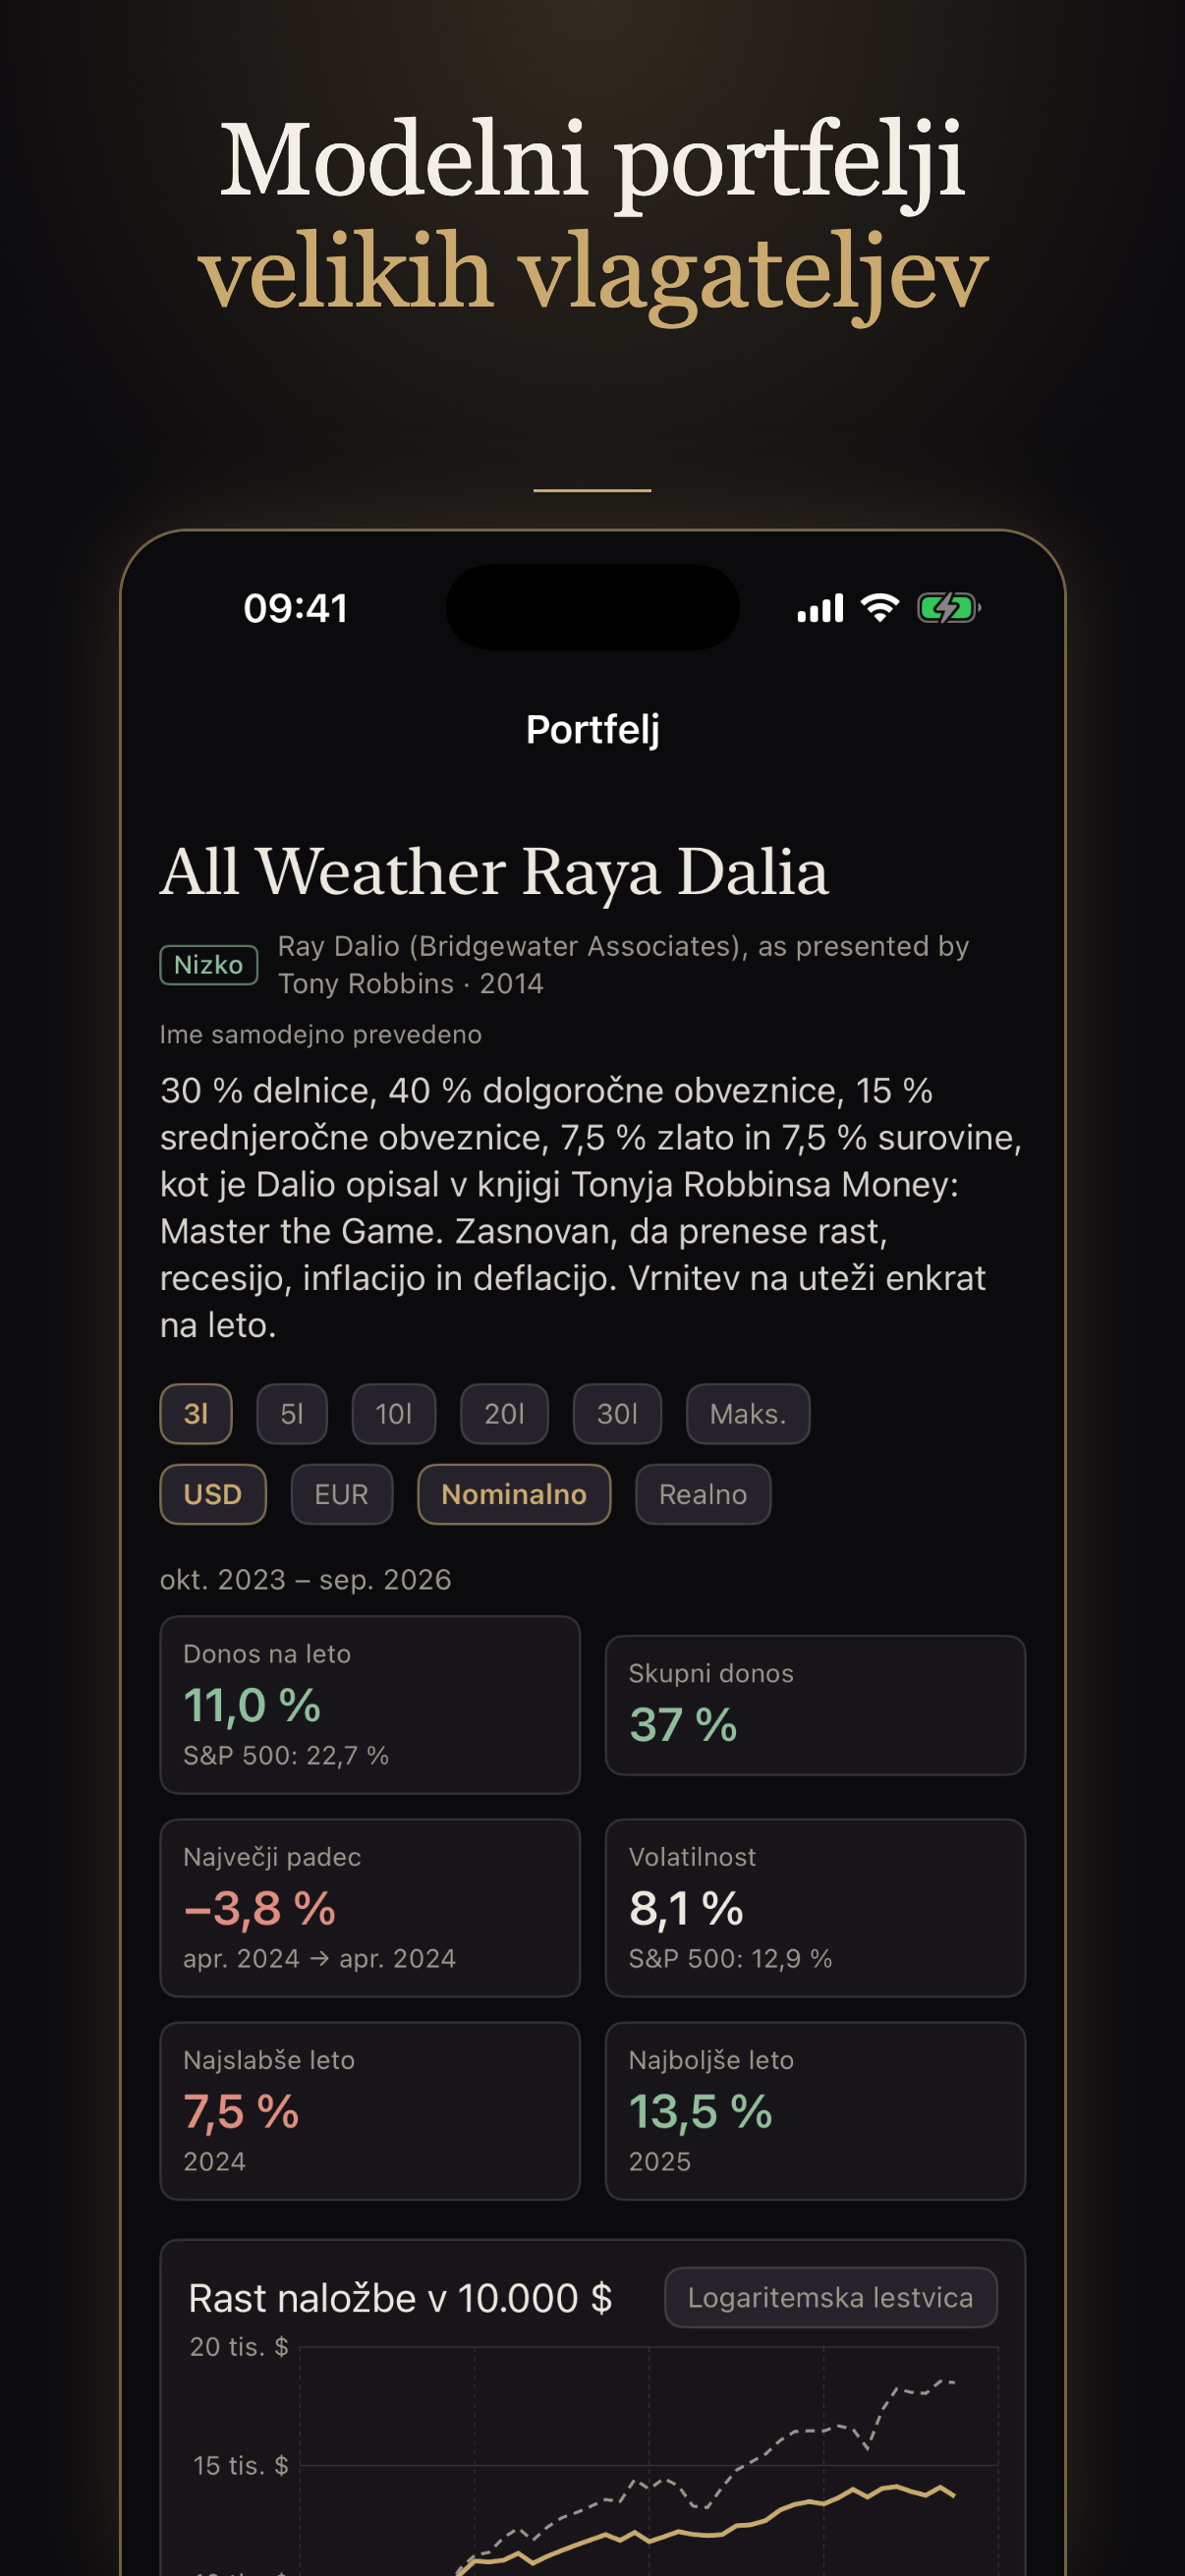 Modelni portfelji
velikih vlagateljev
09:41
Portfelj
All Weather Raya Dalia
Nizko
Ray Dalio (Bridgewater Associates), as presented by
Tony Robbins · 2014
Ime samodejno prevedeno
30 % delnice, 40 % dolgoročne obveznice, 15 %
srednjeročne obveznice, 7,5 % zlato in 7,5 % surovine,
kot je Dalio opisal v knjigi Tonyja Robbinsa Money:
Master the Game. Zasnovan, da prenese rast,
recesijo, inflacijo in deflacijo. Vrnitev na uteži enkrat
na leto.
3l 5l 10l 20l 30l Maks.
USD EUR Nominalno Realno
okt. 2023 – sep. 2026
Donos na leto
11,0 %
S&P 500: 22,7 %
Skupni donos
37 %
Največji padec
−3,8 %
apr. 2024 → apr. 2024
Volatilnost
8,1 %
S&P 500: 12,9 %
Najslabše leto
7,5 %
2024
Najboljše leto
13,5 %
2025
Rast naložbe v 10.000 $
Logaritemska lestvica
20 tis. $
15 tis. $